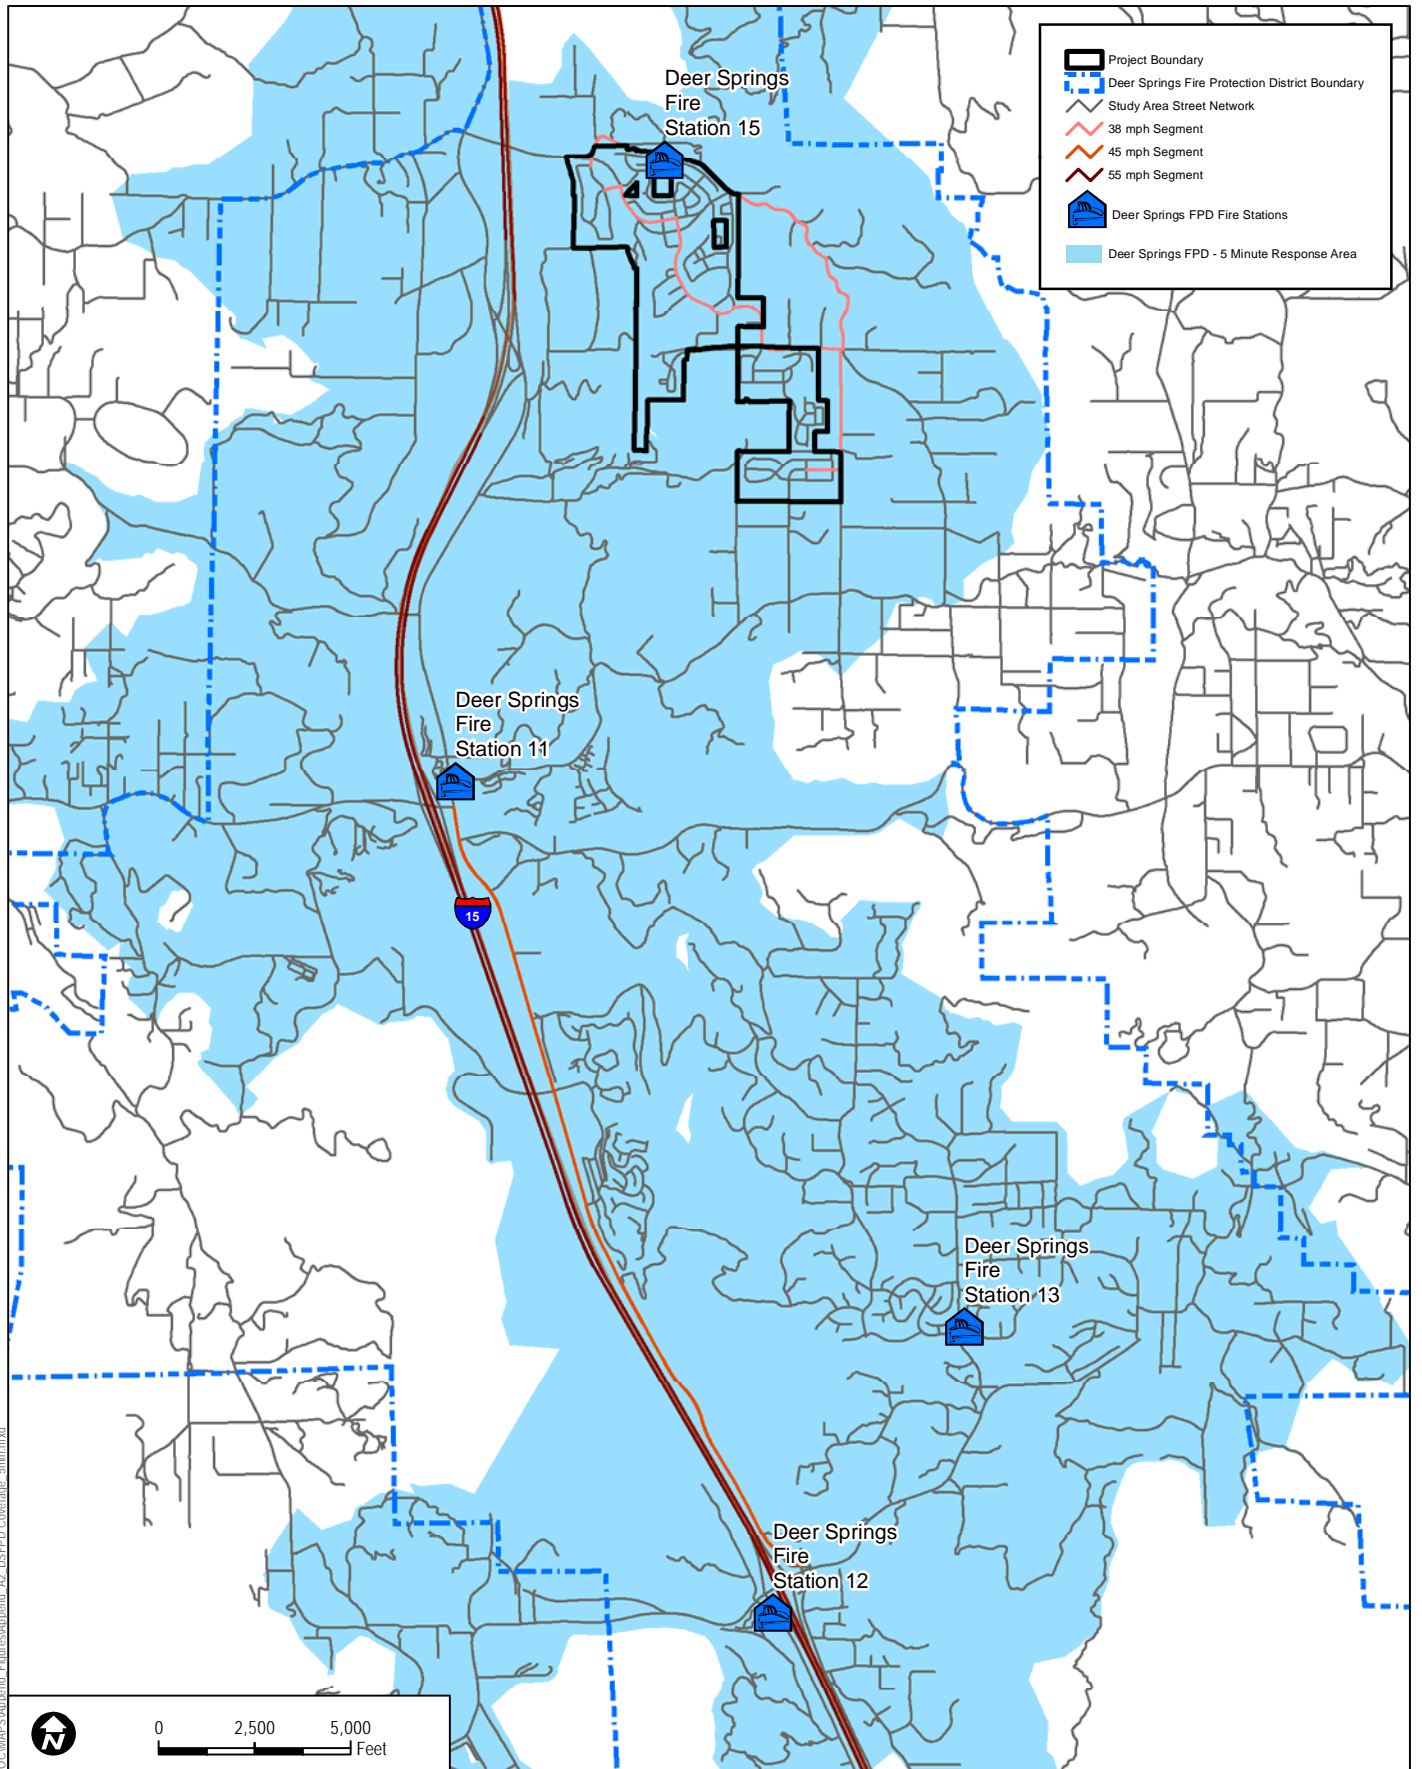 Deer Springs
Fire
Station 15
Project Boundary
Deer Springs Fire Protection District Boundary
Study Area Street Network
38 mph Segment
45 mph Segment
55 mph Segment
Deer Springs FPD Fire Stations
Deer Springs FPD - 5 Minute Response Area
Deer Springs
Fire
Station 11
15
Deer Springs
Fire
Station 13
Deer Springs
Fire
Station 12
N
0 2,500 5,000
Feet